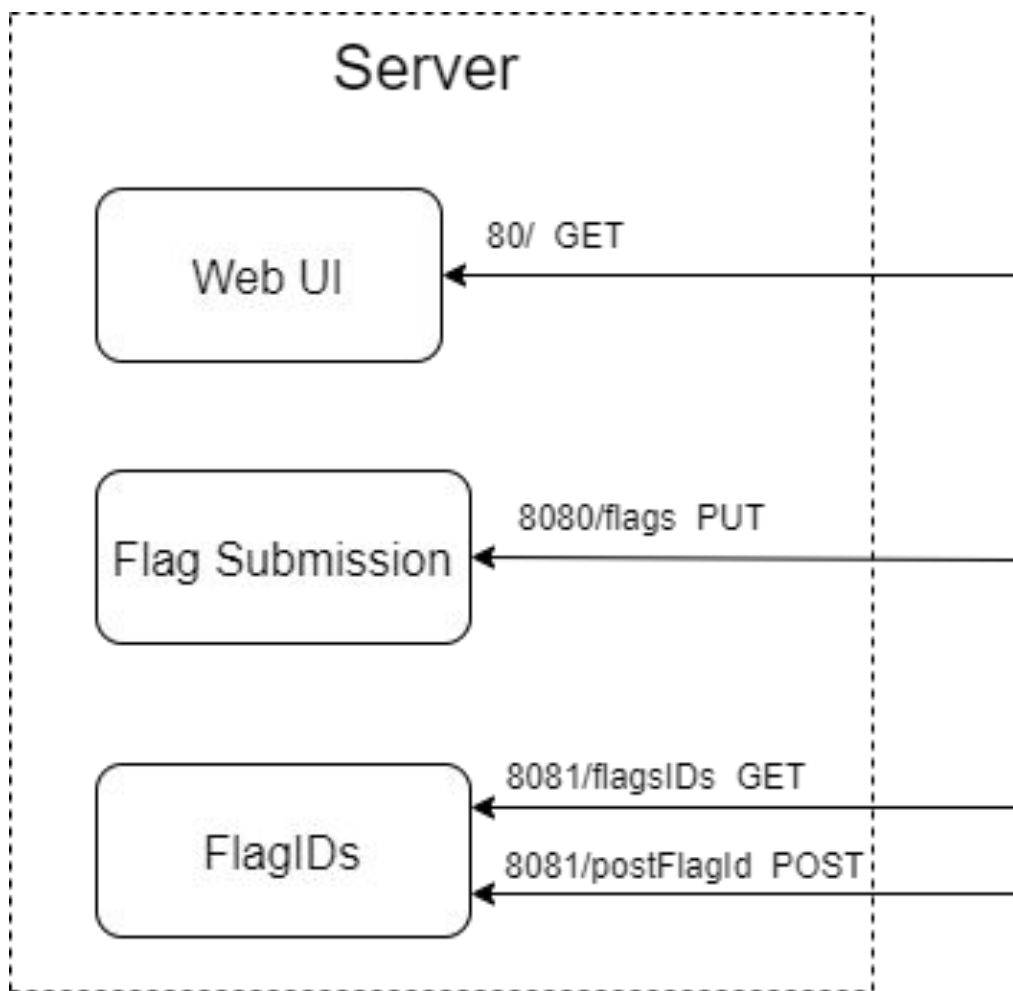 Server
80/ GET
Web UI
8080/flags PUT
Flag Submission
8081/flagsIDs GET
FlagIDs
8081/postFlagId POST